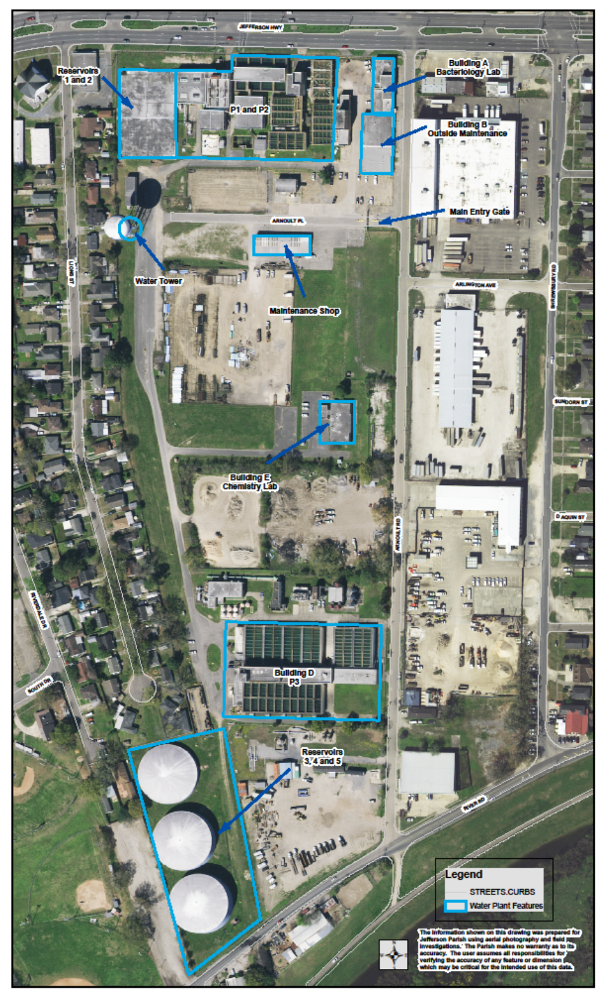 JEFFERSON HWY
Reservoirs
1 and 2
Building A
Bacteriology Lab
P1 and P2
Building B
Outside Maintenance
Main Entry Gate
ARNOULT PL
Water Tower
LIONS ST
Maintenance Shop
ARLINGTON AVE
SHREWSBURY RD
SUNDORN ST
Building E
Chemistry Lab
D AQUIN ST
ARNOULT RD
RIVERDALE DR
Building D
P3
SOUTH DR
Reservoirs
3, 4 and 5
RIVER RD
Legend
STREETS.CURBS
Water Plant Features
The information shown on this drawing was prepared for
Jefferson Parish using aerial photography and field
investigations. The Parish makes no warranty as to its
accuracy. The user assumes all responsibilities for
verifying the accuracy of any feature or dimension
which may be critical for the intended use of this data.